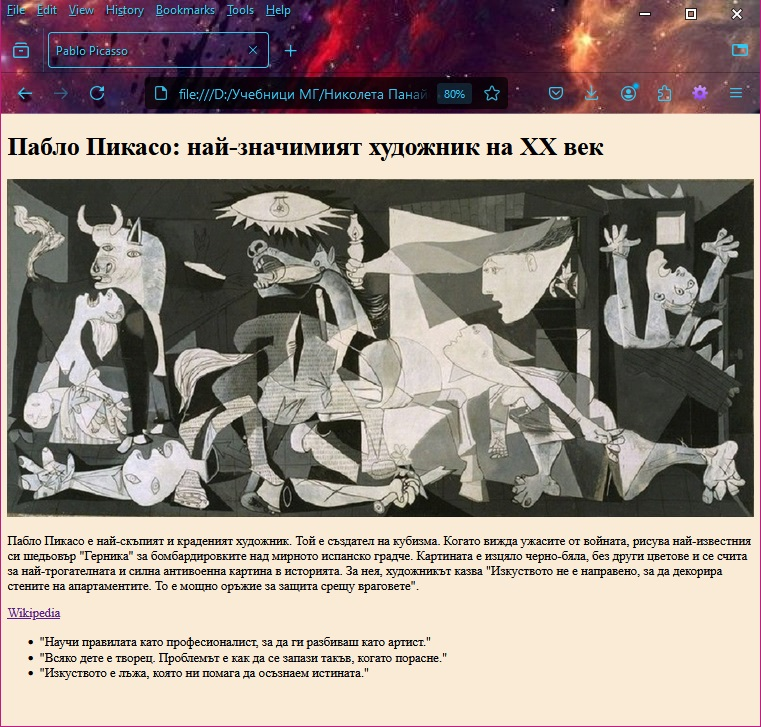 File Edit View History Bookmarks Tools Help
Pablo Picasso
file:///D:/Учебници МГ/Николета Панай
80%
Пабло Пикасо: най-значимият художник на XX век
Пабло Пикасо е най-скъпият и краденият художник. Той е създател на кубизма. Когато вижда ужасите от войната, рисува най-известния
си шедьовър "Герника" за бомбардировките над мирното испанско градче. Картината е изцяло черно-бяла, без други цветове и се счита
за най-трогателната и силна антивоенна картина в историята. За нея, художникът казва "Изкуството не е направено, за да декорира
стените на апартаментите. То е мощно оръжие за защита срещу враговете".
Wikipedia
"Научи правилата като професионалист, за да ги разбиваш като артист."
"Всяко дете е творец. Проблемът е как да се запази такъв, когато порасне."
"Изкуството е лъжа, която ни помага да осъзнаем истината."